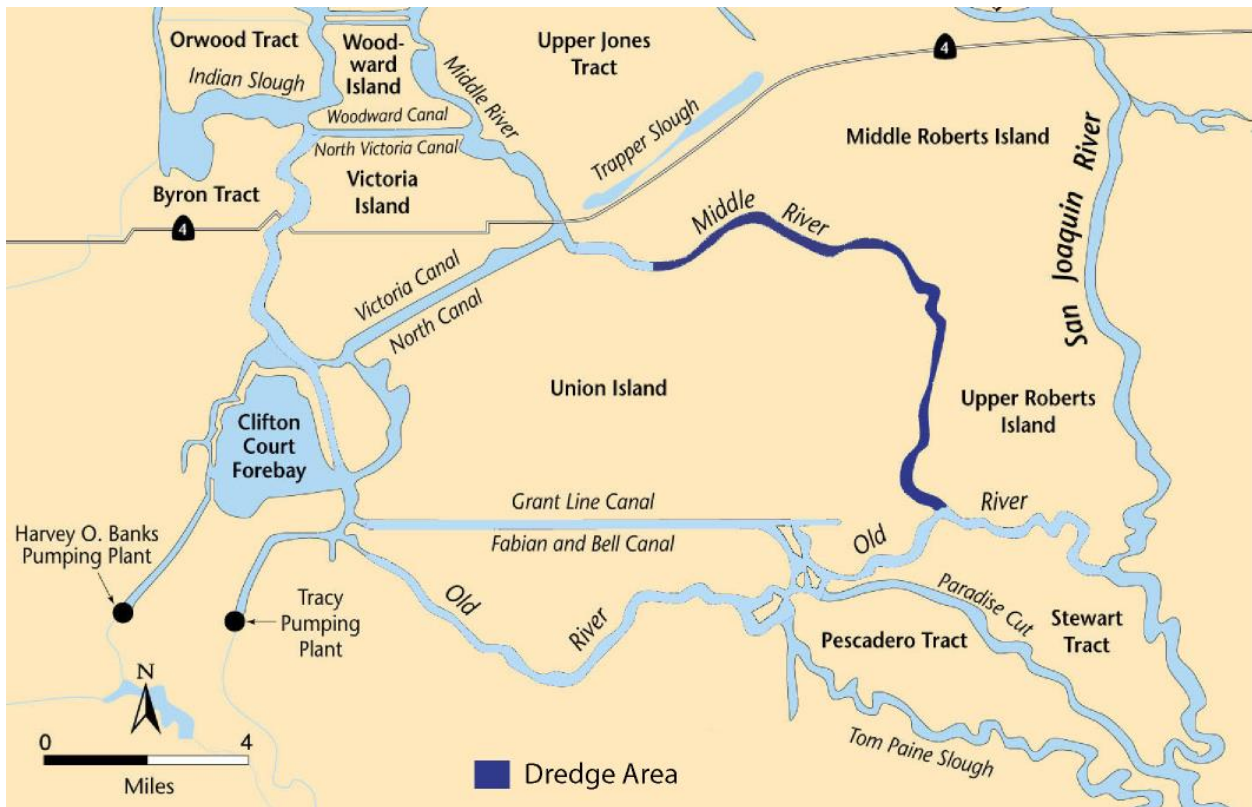 Orwood Tract
Indian Slough
Wood-
ward
Island
Upper Jones
Tract
4
Middle River
Woodward Canal
North Victoria Canal
Trapper Slough
Middle Roberts Island
San Joaquin River
Byron Tract
Victoria
Island
4
Middle River
Victoria Canal
North Canal
Union Island
Upper Roberts
Island
Clifton
Court
Forebay
Grant Line Canal
Fabian and Bell Canal
Old River
Harvey O. Banks
Pumping Plant
Tracy
Pumping
Plant
Old River
Paradise Cut
Stewart
Tract
Pescadero Tract
Tom Paine Slough
N
0 4
Miles
Dredge Area